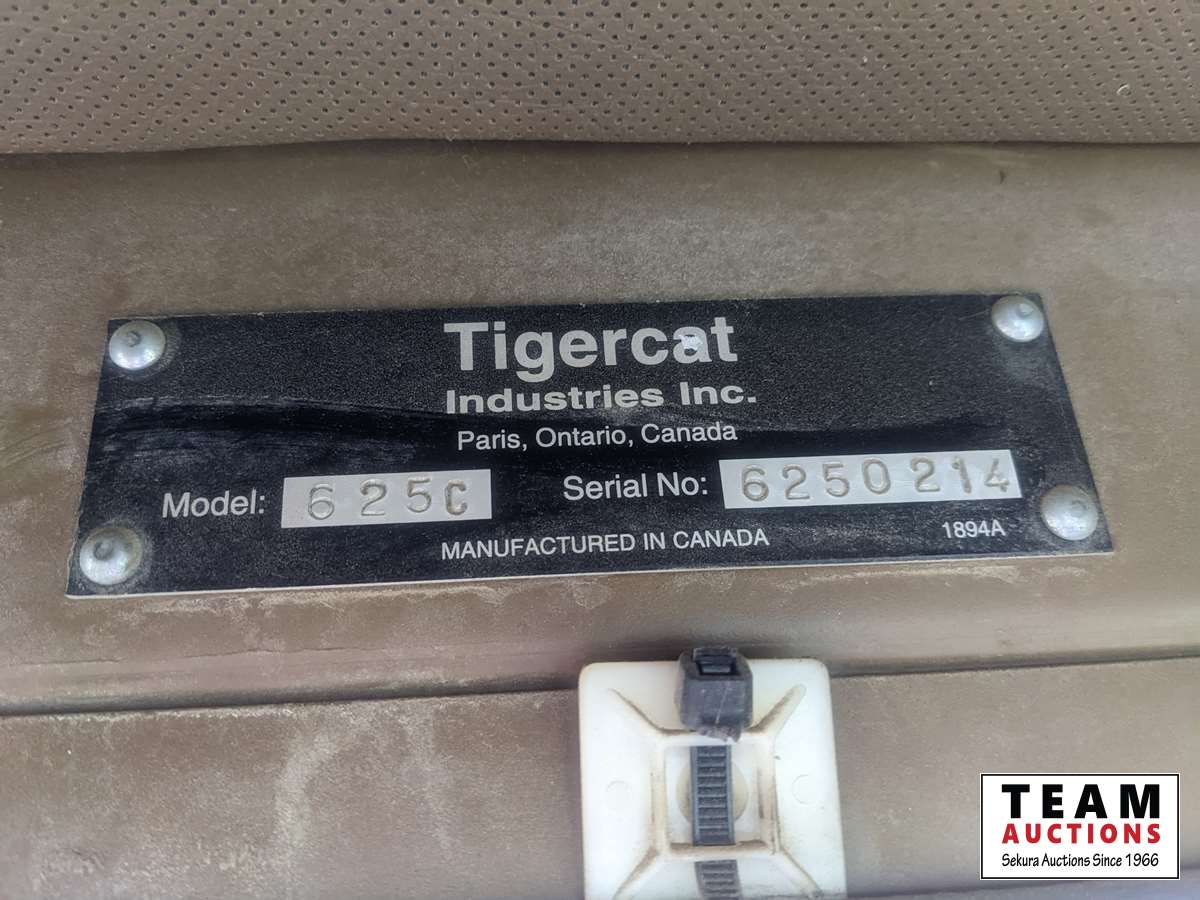 Tigercat
Industries Inc.
Paris, Ontario, Canada
Model: 625C Serial No: 6250214
MANUFACTURED IN CANADA 1894A
TEAM
AUCTIONS
Sekura Auctions Since 1966